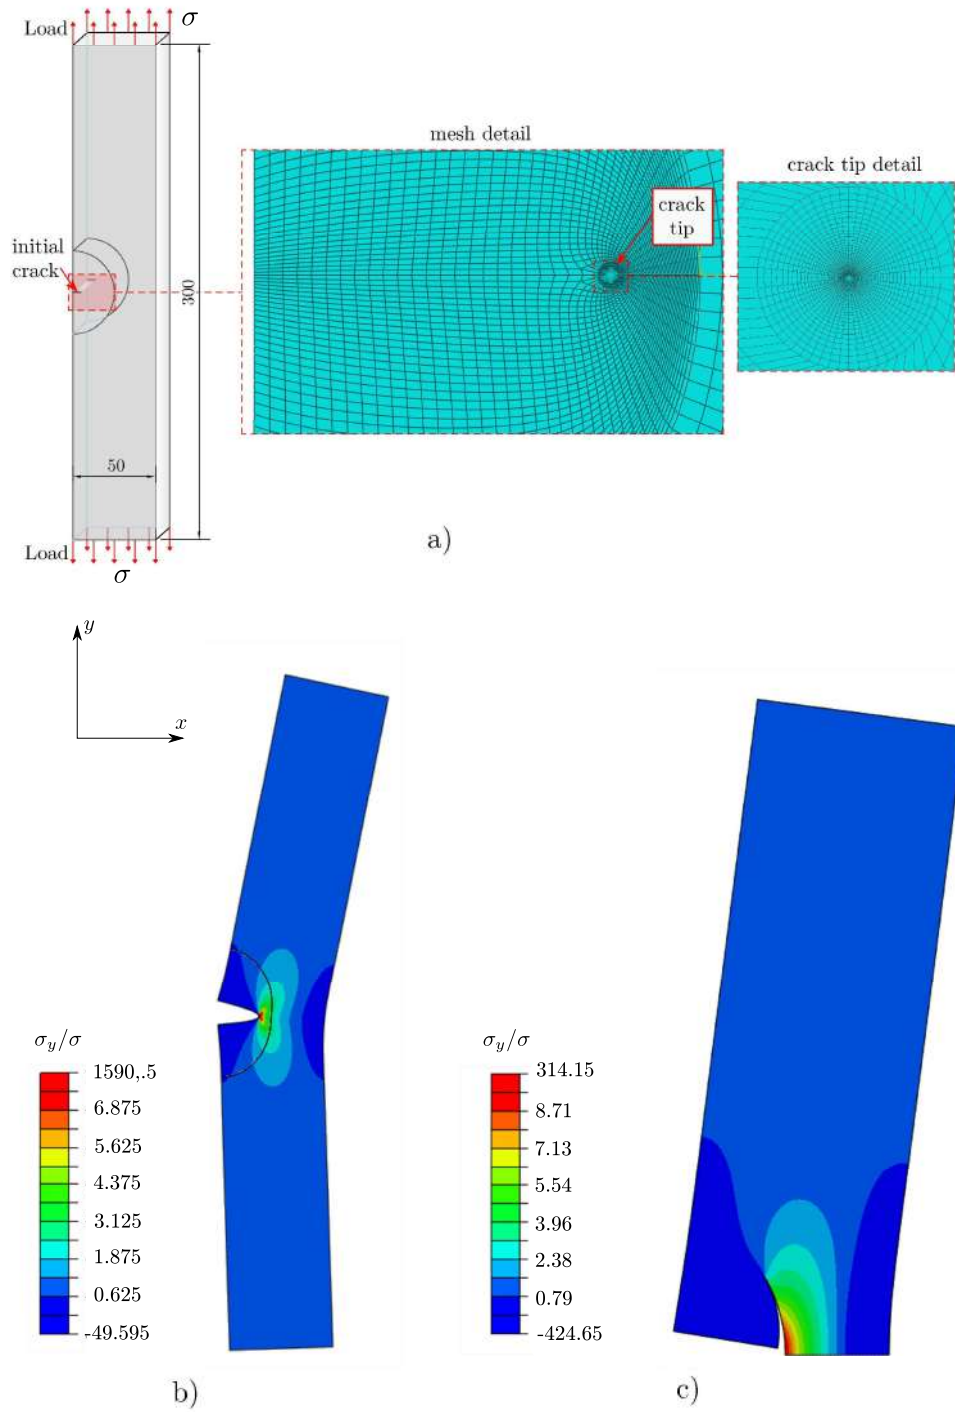 σ
Load
mesh detail
crack tip detail
crack
tip
initial
crack
300
50
Load
σ
a)
y
x
σy/σ
1590,.5
6.875
5.625
4.375
3.125
1.875
0.625
-49.595
σy/σ
314.15
8.71
7.13
5.54
3.96
2.38
0.79
-424.65
b)
c)